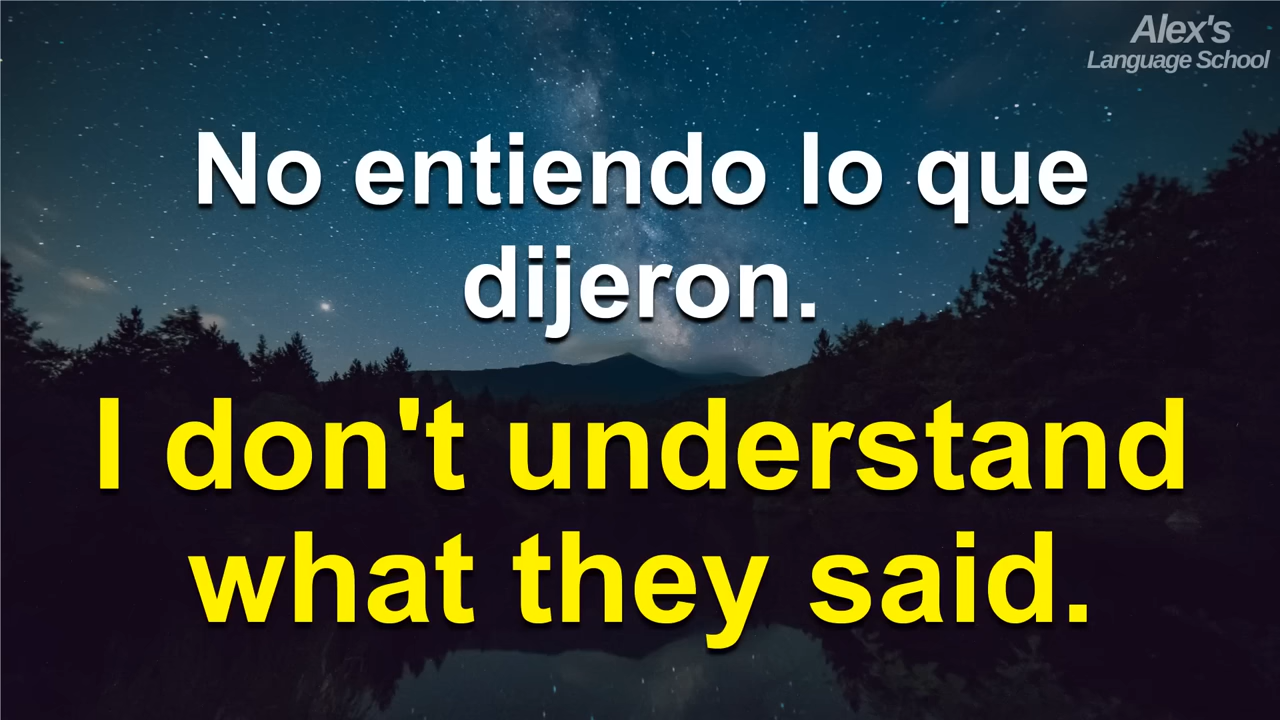 Alex's
Language School
No entiendo lo que
dijeron.
I don't understand
what they said.